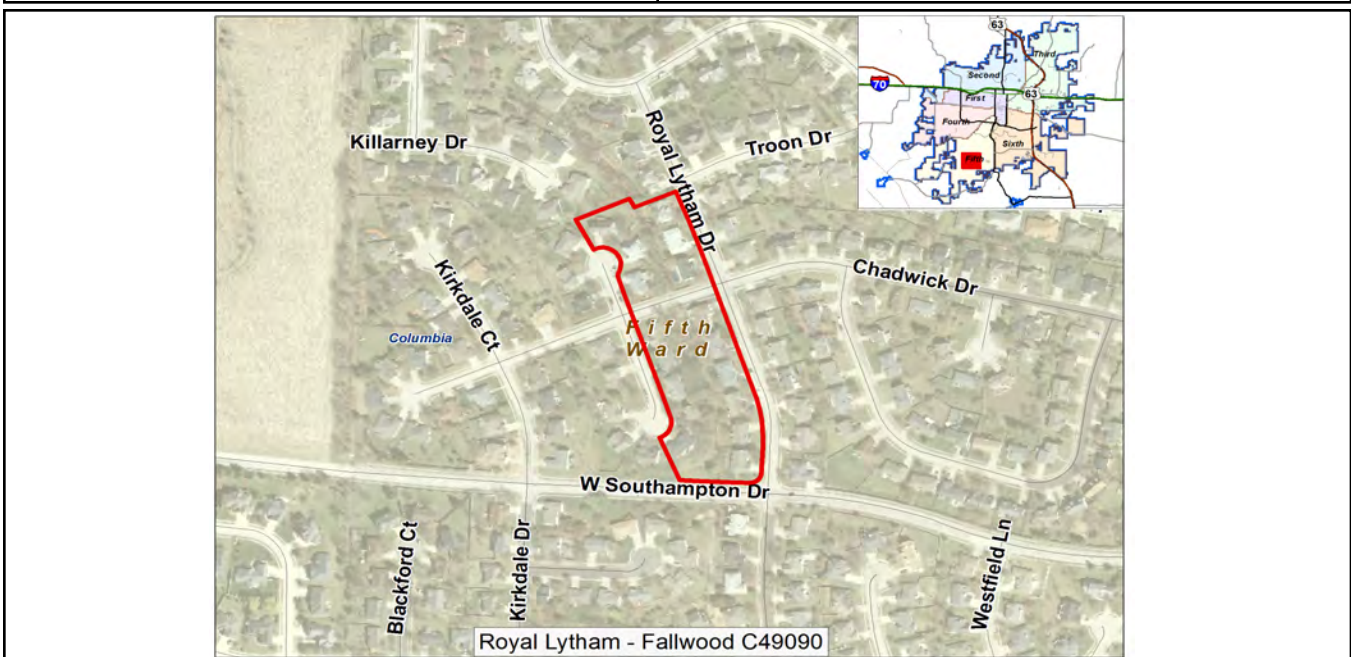 63
Third
Second
70
First
63
Fourth
Sixth
Fifth
Royal Lytham Dr
Troon Dr
Killarney Dr
Chadwick Dr
Kirkdale Ct
Columbia
Fifth
Ward
W Southampton Dr
Blackford Ct
Kirkdale Dr
Westfield Ln
Royal Lytham - Fallwood C49090